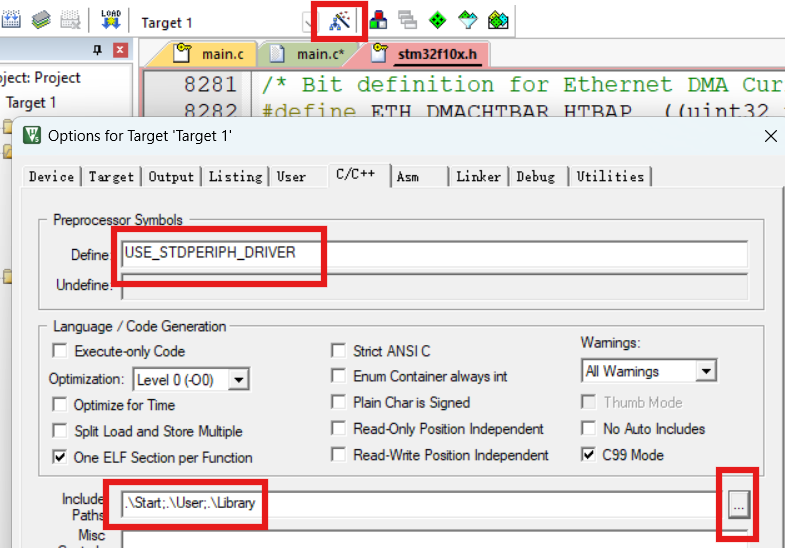 LOAD
Target 1
main.c
main.c*
stm32f10x.h
oject: Project
Target 1
8281 /* Bit definition for Ethernet DMA Cur
8282 #define ETH_DMACHTBAR_HTBAP ((uint32
Options for Target 'Target 1'
Device Target Output Listing User C/C++ Asm Linker Debug Utilities
Preprocessor Symbols
Define: USE_STDPERIPH_DRIVER
Undefine:
Language / Code Generation
Execute-only Code
Optimization: Level 0 (-O0)
Optimize for Time
Split Load and Store Multiple
One ELF Section per Function
Strict ANSI C
Enum Container always int
Plain Char is Signed
Read-Only Position Independent
Read-Write Position Independent
Warnings:
All Warnings
Thumb Mode
No Auto Includes
C99 Mode
Include
Paths
.\Start;.\User;.\Library
...
Misc